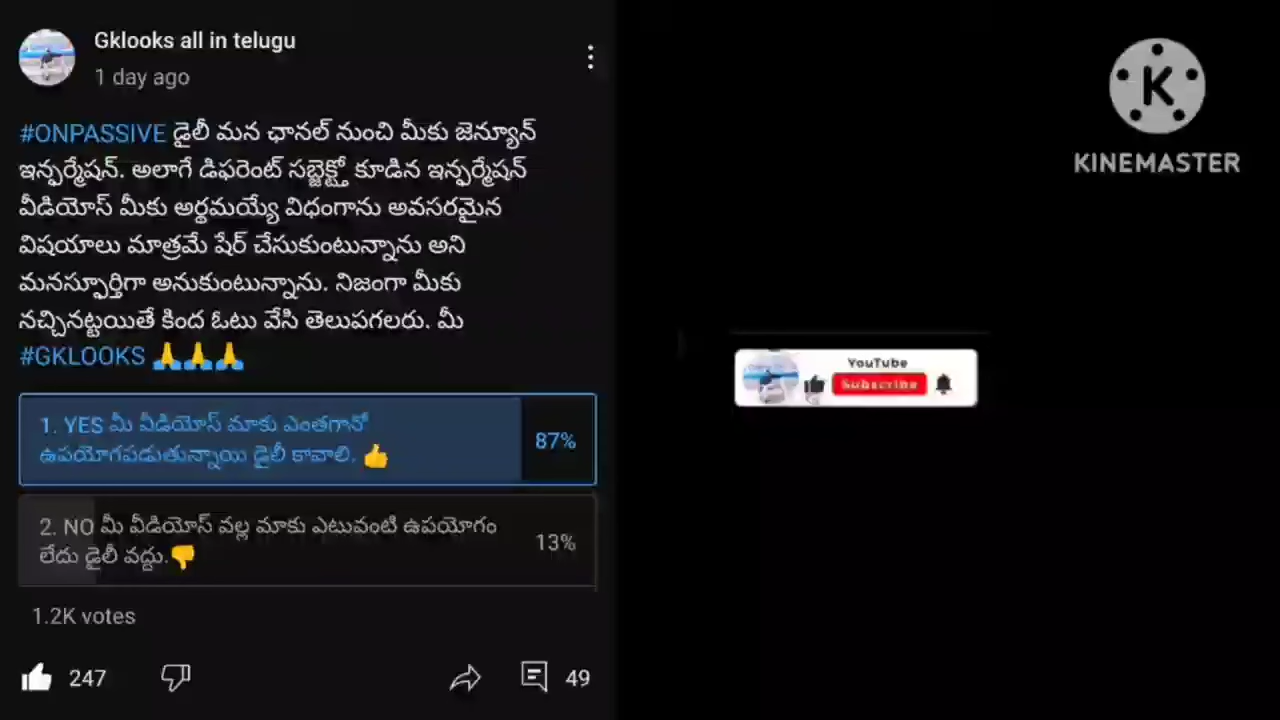 Gklooks all in telugu
1 day ago
#ONPASSIVE డైలీ మన ఛానల్ నుంచి మీకు జెన్యూన్
ఇన్ఫర్మేషన్. అలాగే డిఫరెంట్ సబ్జెక్ట్తో కూడిన ఇన్ఫర్మేషన్
వీడియోస్ మీకు అర్థమయ్యే విధంగాను అవసరమైన
విషయాలు మాత్రమే షేర్ చేసుకుంటున్నాను అని
మనస్ఫూర్తిగా అనుకుంటున్నాను. నిజంగా మీకు
నచ్చినట్టయితే కింద ఓటు వేసి తెలుపగలరు. మీ
#GKLOOKS 🙏🙏🙏
1. YES మీ వీడియోస్ మాకు ఎంతగానో
ఉపయోగపడుతున్నాయి డైలీ కావాలి. 👍
87%
2. NO మీ వీడియోస్ వల్ల మాకు ఎటువంటి ఉపయోగం
లేదు డైలీ వద్దు.👎
13%
1.2K votes
247
49
K
KINEMASTER
YouTube
Subscribe